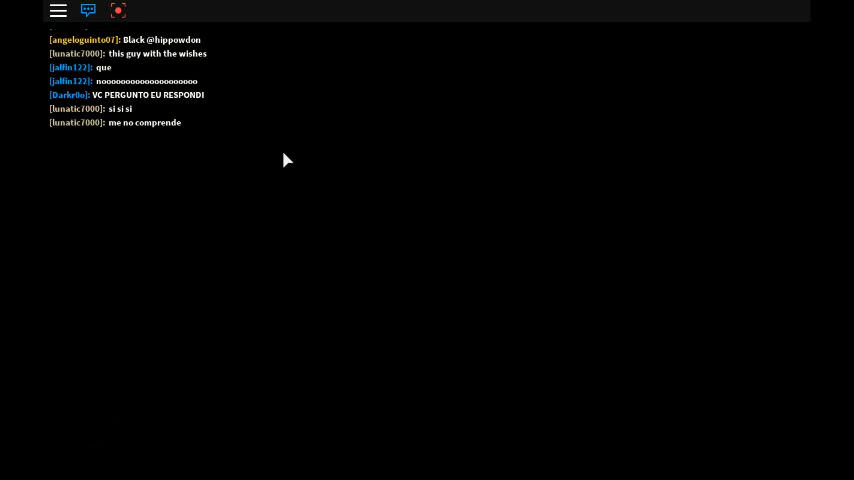 [angeloguinto07]: Black @hippowdon
[lunatic7000]: this guy with the wishes
[jalfin122]: que
[jalfin122]: noooooooooooooooooooo
[Darkr0o]: VC PERGUNTO EU RESPONDI
[lunatic7000]: si si si
[lunatic7000]: me no comprende